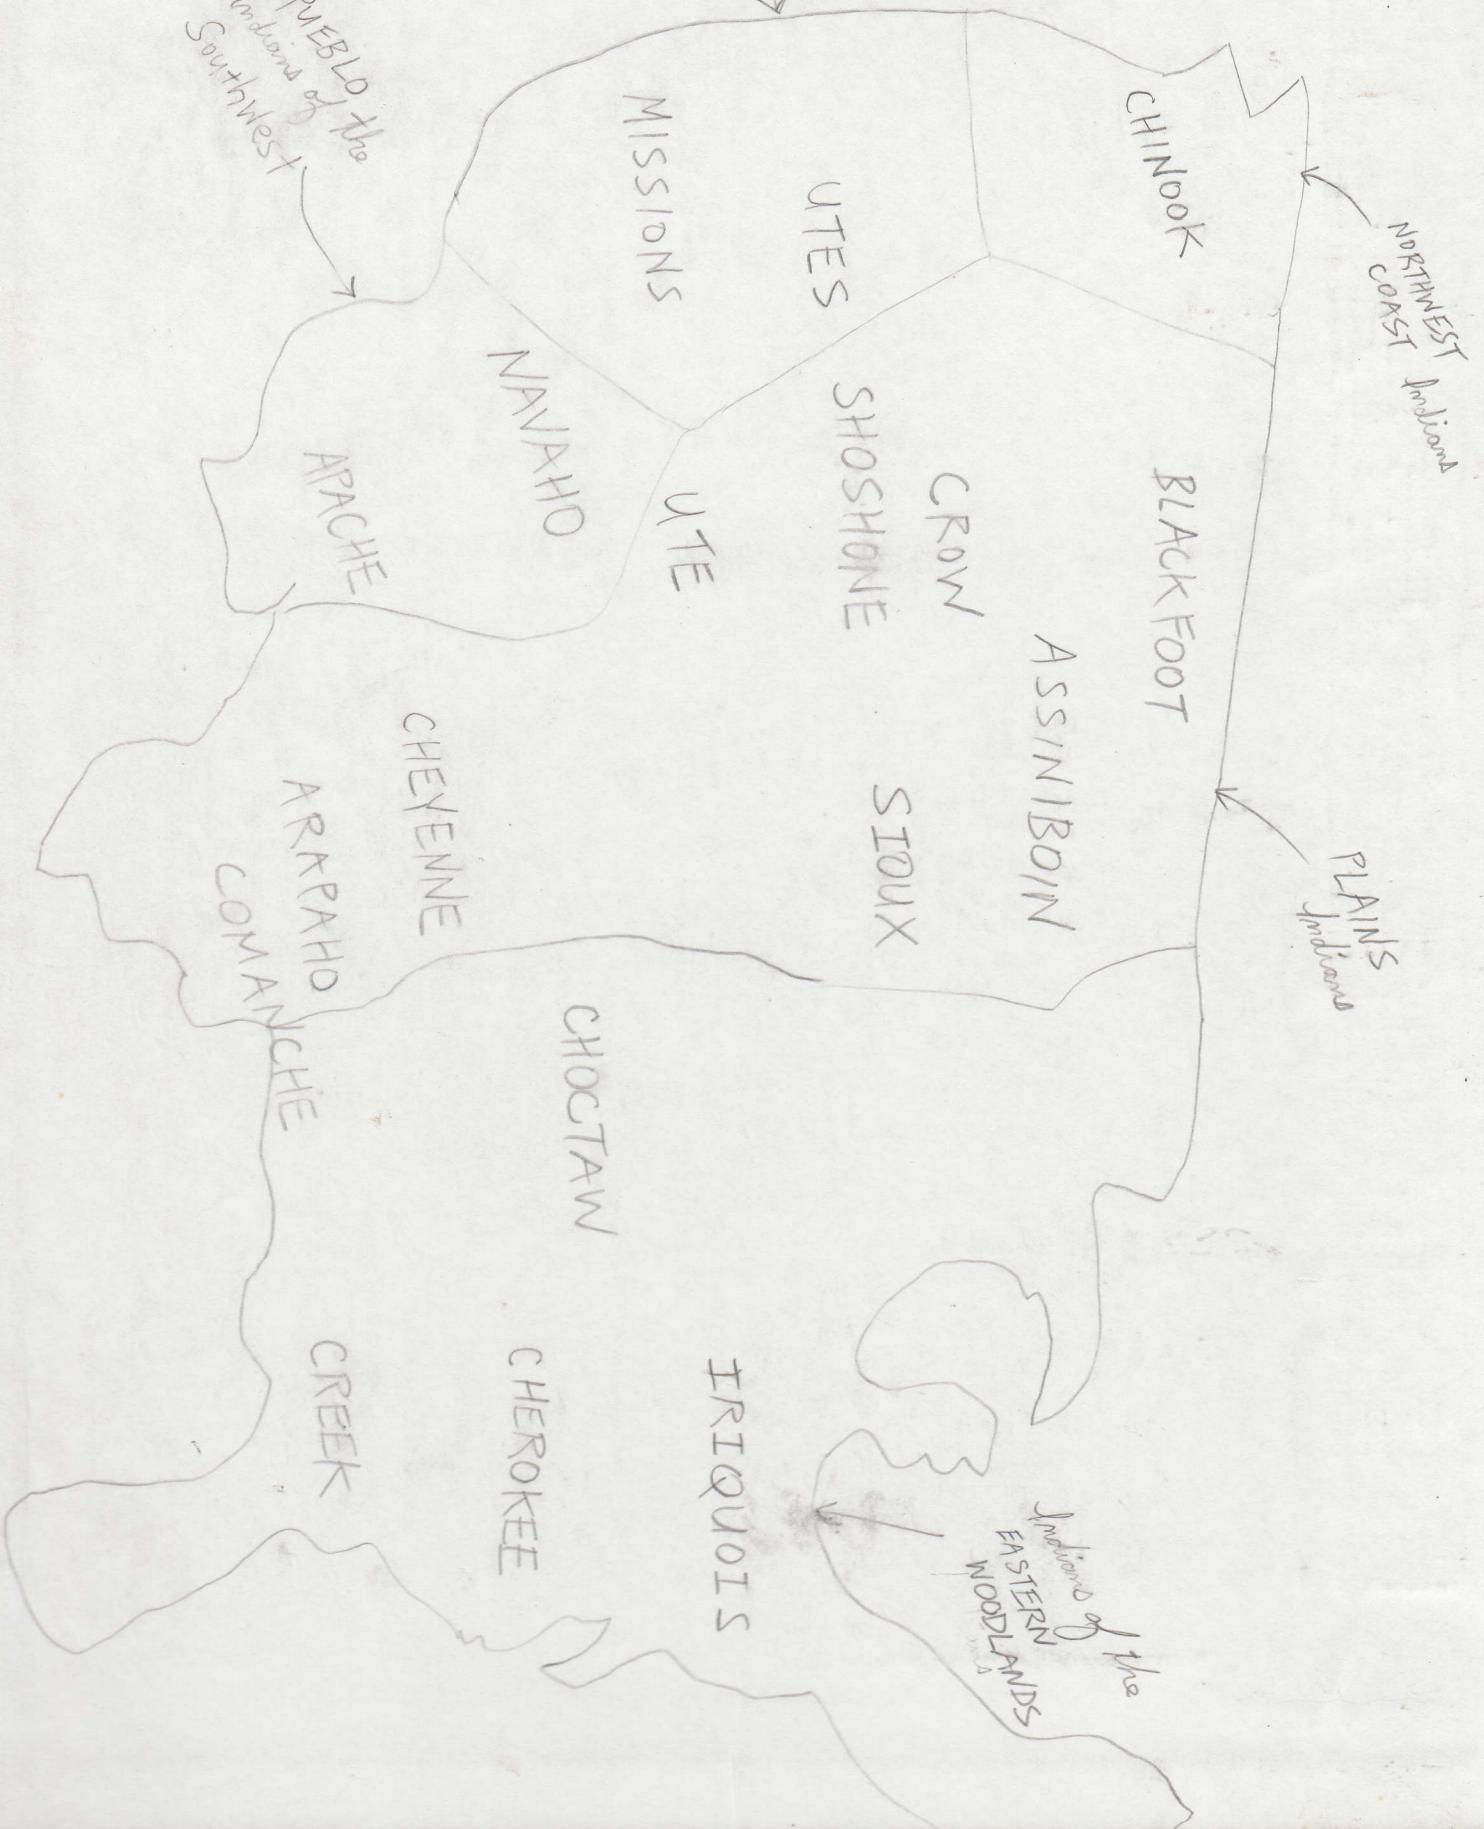 NORTHWEST
COAST Indians
PLAINS
Indians
Indians of the
EASTERN
WOODLANDS
PUEBLO the
Indians of
Southwest
CHINOOK
UTES
MISSIONS
BLACKFOOT
ASSINIBOIN
CROW
SHOSHONE
SIOUX
UTE
NAVAHO
APACHE
CHEYENNE
ARAPAHO
COMANCHE
CHOCTAW
IRIQUOIS
CHEROKEE
CREEK